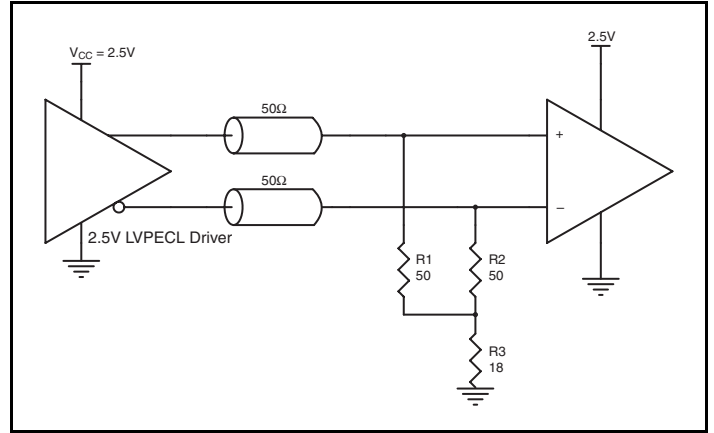 V_CC = 2.5V
2.5V
50Ω
+
50Ω
–
2.5V LVPECL Driver
R1
50
R2
50
R3
18